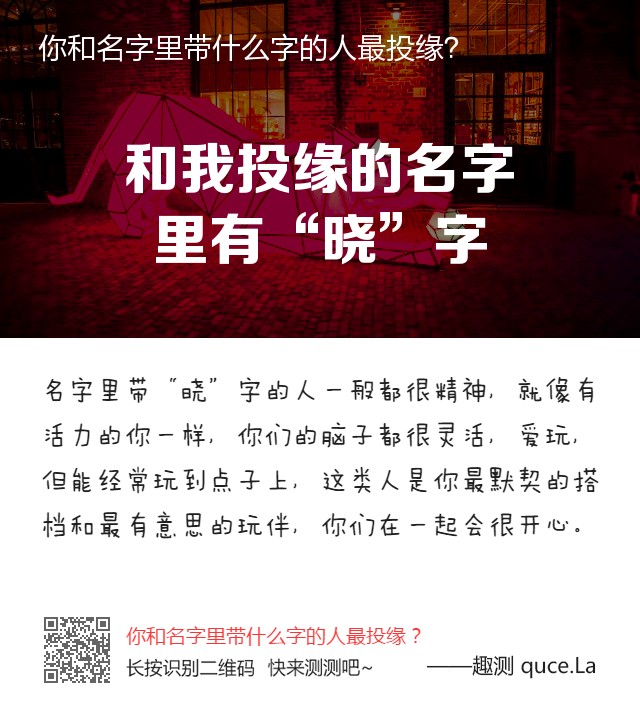 你和名字里带什么字的人最投缘？
和我投缘的名字
里有“晓”字
名字里带“晓”字的人一般都很精神，就像有
活力的你一样，你们的脑子都很灵活，爱玩，
但能经常玩到点子上，这类人是你最默契的搭
档和最有意思的玩伴，你们在一起会很开心。
你和名字里带什么字的人最投缘？
长按识别二维码 快来测测吧~
——趣测 quce.La